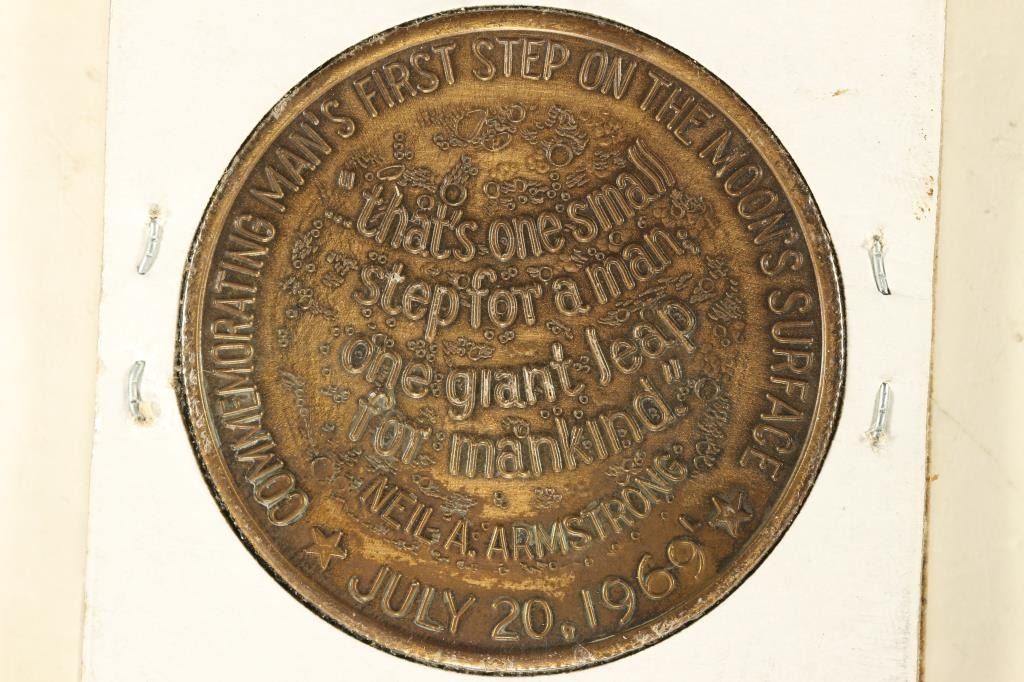 COMMEMORATING MAN'S FIRST STEP ON THE MOON'S SURFACE
"that's one small
step for a man,
one giant leap
for mankind."
NEIL A. ARMSTRONG
JULY 20, 1969